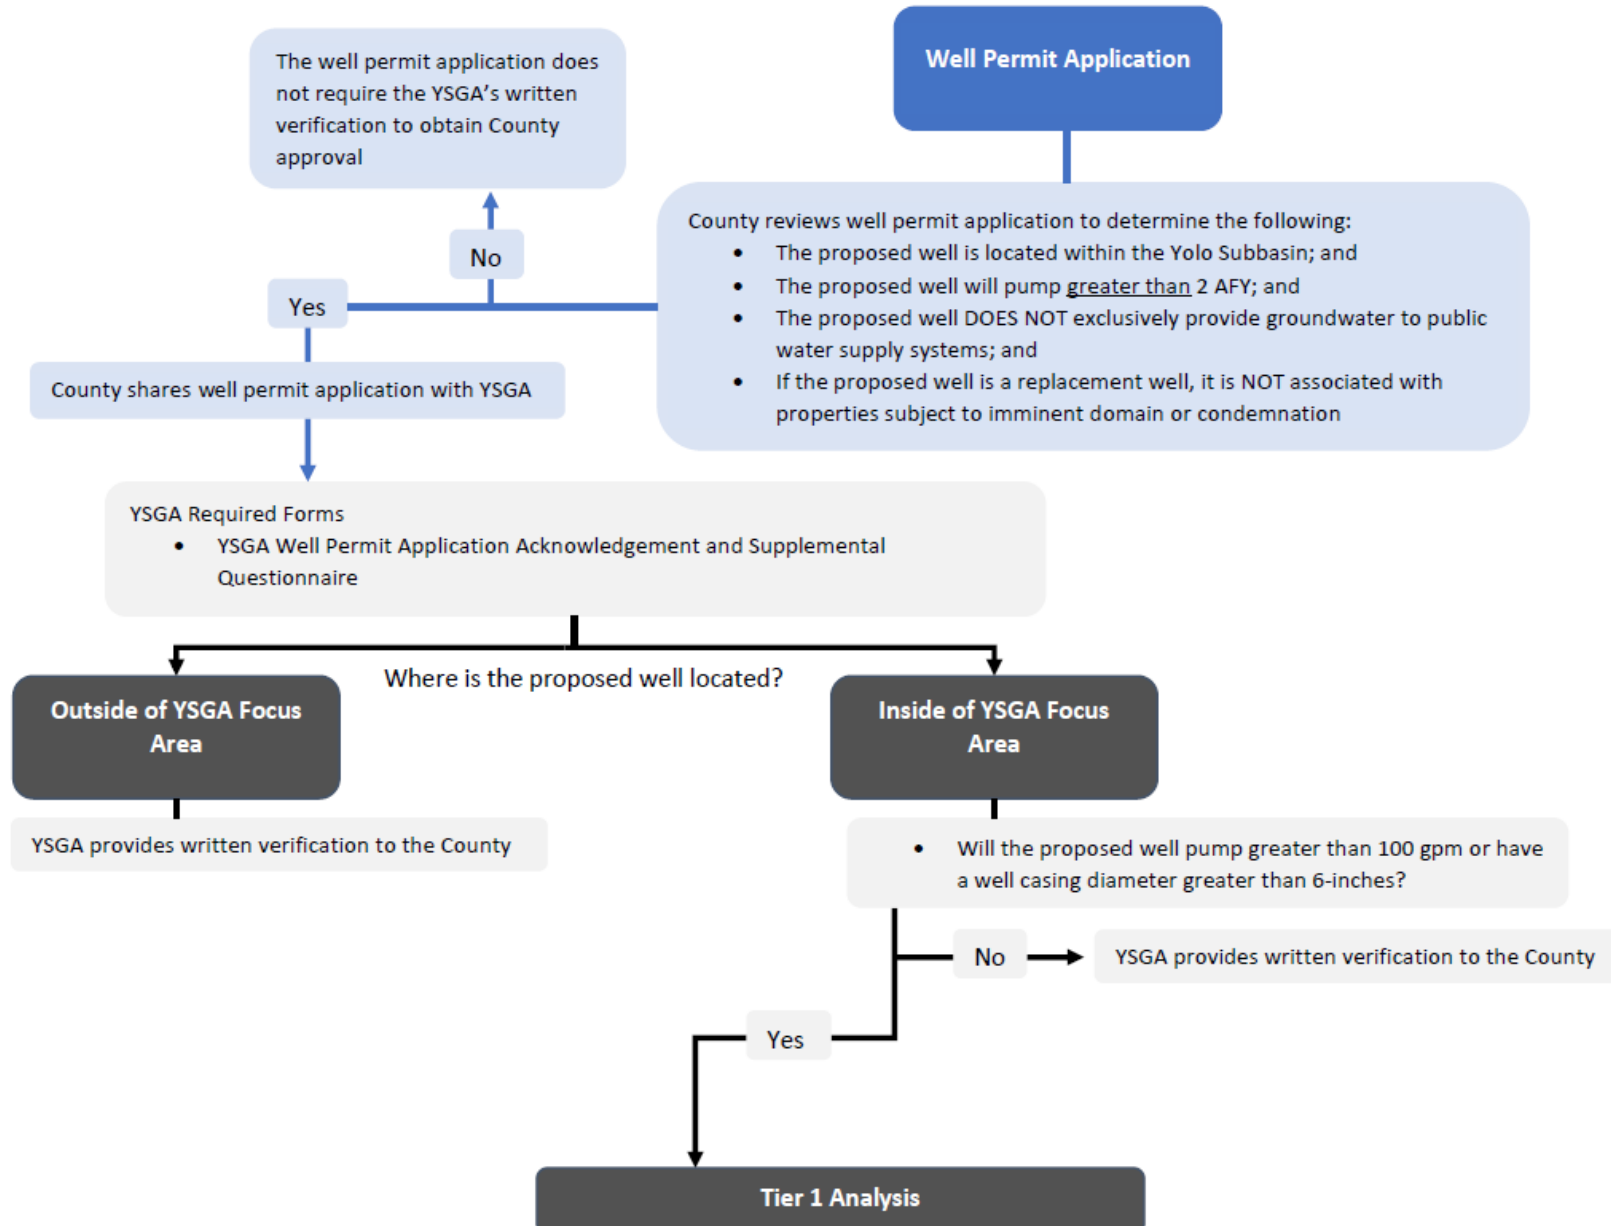 Well Permit Application
The well permit application does
not require the YSGA's written
verification to obtain County
approval
County reviews well permit application to determine the following:
• The proposed well is located within the Yolo Subbasin; and
• The proposed well will pump greater than 2 AFY; and
• The proposed well DOES NOT exclusively provide groundwater to public
water supply systems; and
• If the proposed well is a replacement well, it is NOT associated with
properties subject to imminent domain or condemnation
No
Yes
County shares well permit application with YSGA
YSGA Required Forms
• YSGA Well Permit Application Acknowledgement and Supplemental
Questionnaire
Where is the proposed well located?
Outside of YSGA Focus
Area
Inside of YSGA Focus
Area
YSGA provides written verification to the County
• Will the proposed well pump greater than 100 gpm or have
a well casing diameter greater than 6-inches?
No
YSGA provides written verification to the County
Yes
Tier 1 Analysis